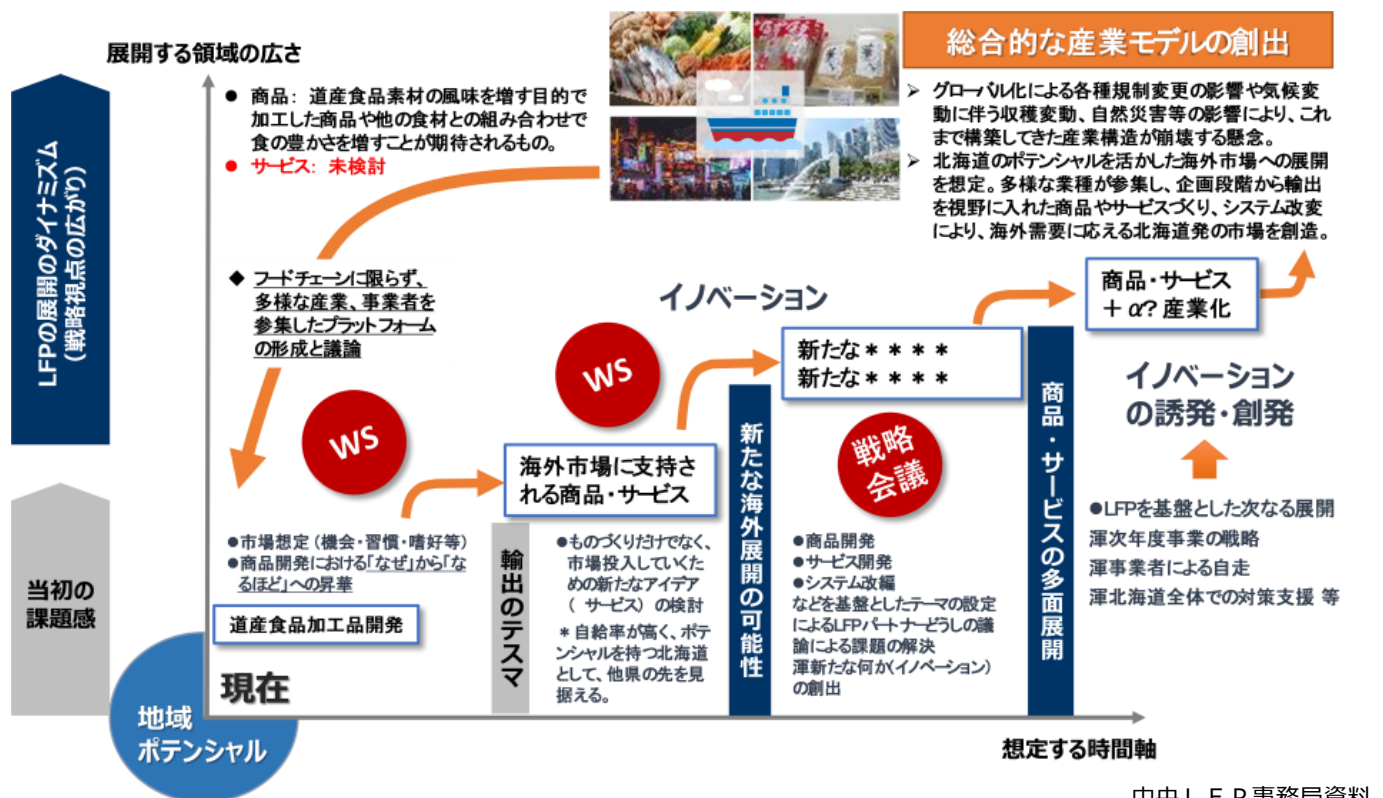 展開する領域の広さ
総合的な産業モデルの創出
● 商品： 道産食品素材の風味を増す目的で
加工した商品や他の食材との組み合わせで
食の豊かさを増すことが期待されるもの。
● サービス： 未検討
➢ グローバル化による各種規制変更の影響や気候変
動に伴う収穫変動、自然災害等の影響により、これ
まで構築してきた産業構造が崩壊する懸念。
➢ 北海道のポテンシャルを活かした海外市場への展開
を想定。多様な業種が参集し、企画段階から輸出
を視野に入れた商品やサービスづくり、システム改変
により、海外需要に応える北海道発の市場を創造。
LFPの展開のダイナミズム
（戦略視点の広がり）
◆ フードチェーンに限らず、
多様な産業、事業者を
参集したプラットフォーム
の形成と議論
イノベーション
商品・サービス
＋α？産業化
WS
WS
新たな＊＊＊＊
新たな＊＊＊＊
イノベーション
の誘発・創発
戦略
会議
海外市場に支持さ
れる商品・サービス
新たな海外展開の可能性
商品・サービスの多面展開
当初の
課題感
●市場想定（機会・習慣・嗜好等）
●商品開発における「なぜ」から「な
るほど」への昇華
道産食品加工品開発
輸出のテスマ
●ものづくりだけでなく、
市場投入していくた
めの新たなアイデア
（ サービス）の検討
＊自給率が高く、ポテ
ンシャルを持つ北海道
として、他県の先を見
据える。
●商品開発
●サービス開発
●システム改編
などを基盤としたテーマの設定
によるLFPパートナーどうしの議
論による課題の解決
渾新たな何か（イノベーション）
の創出
●LFPを基盤とした次なる展開
渾次年度事業の戦略
渾事業者による自走
渾北海道全体での対策支援 等
現在
地域
ポテンシャル
想定する時間軸
中央ＬＦＰ事務局資料